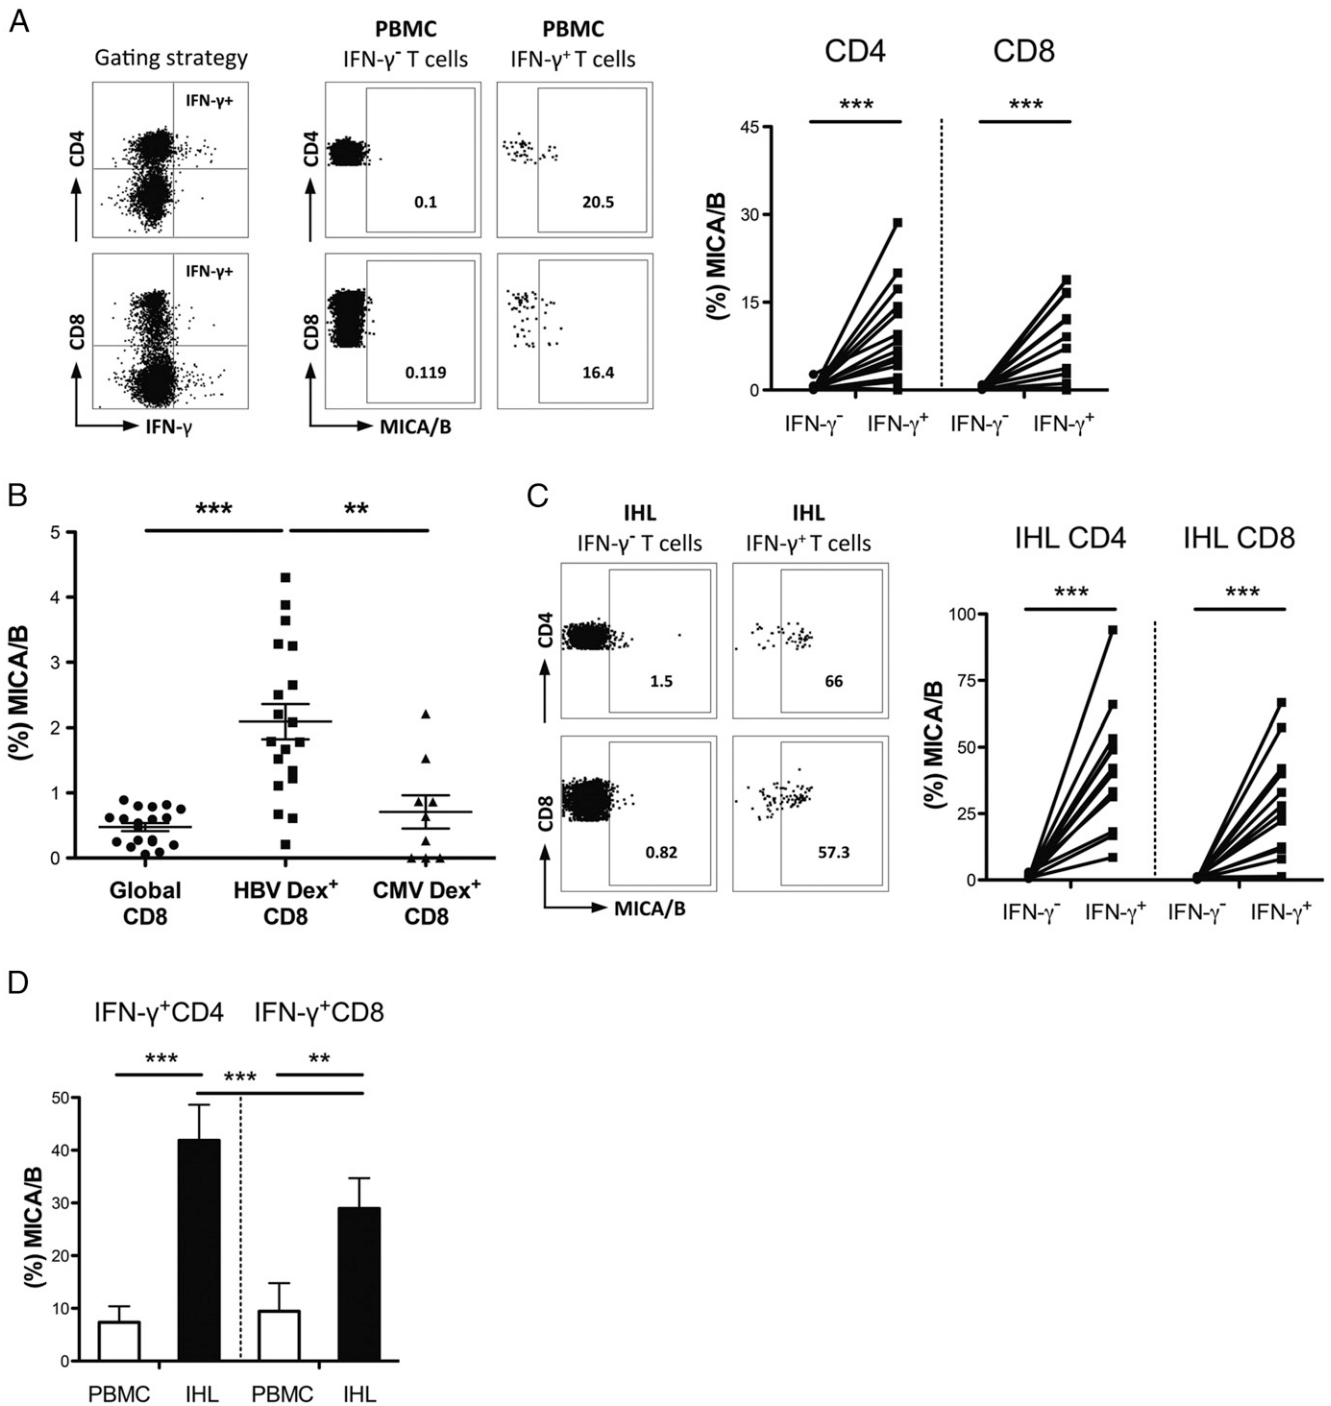 A
Gating strategy
PBMC
IFN-γ⁻ T cells
PBMC
IFN-γ⁺ T cells
CD4
IFN-γ+
0.1
20.5
CD8
IFN-γ+
0.119
16.4
IFN-γ
MICA/B
CD4
CD8
***
***
45
30
15
0
(%) MICA/B
IFN-γ⁻
IFN-γ⁺
IFN-γ⁻
IFN-γ⁺
CD4
CD8
B
***
**
5
4
3
2
1
0
(%) MICA/B
Global
CD8
HBV Dex⁺
CD8
CMV Dex⁺
CD8
C
IHL
IFN-γ⁻ T cells
IHL
IFN-γ⁺ T cells
CD4
1.5
66
CD8
0.82
57.3
MICA/B
IHL CD4
IHL CD8
***
***
100
75
50
25
0
(%) MICA/B
IFN-γ⁻
IFN-γ⁺
IFN-γ⁻
IFN-γ⁺
D
IFN-γ⁺CD4
IFN-γ⁺CD8
***
**
***
50
40
30
20
10
0
(%) MICA/B
PBMC
IHL
PBMC
IHL